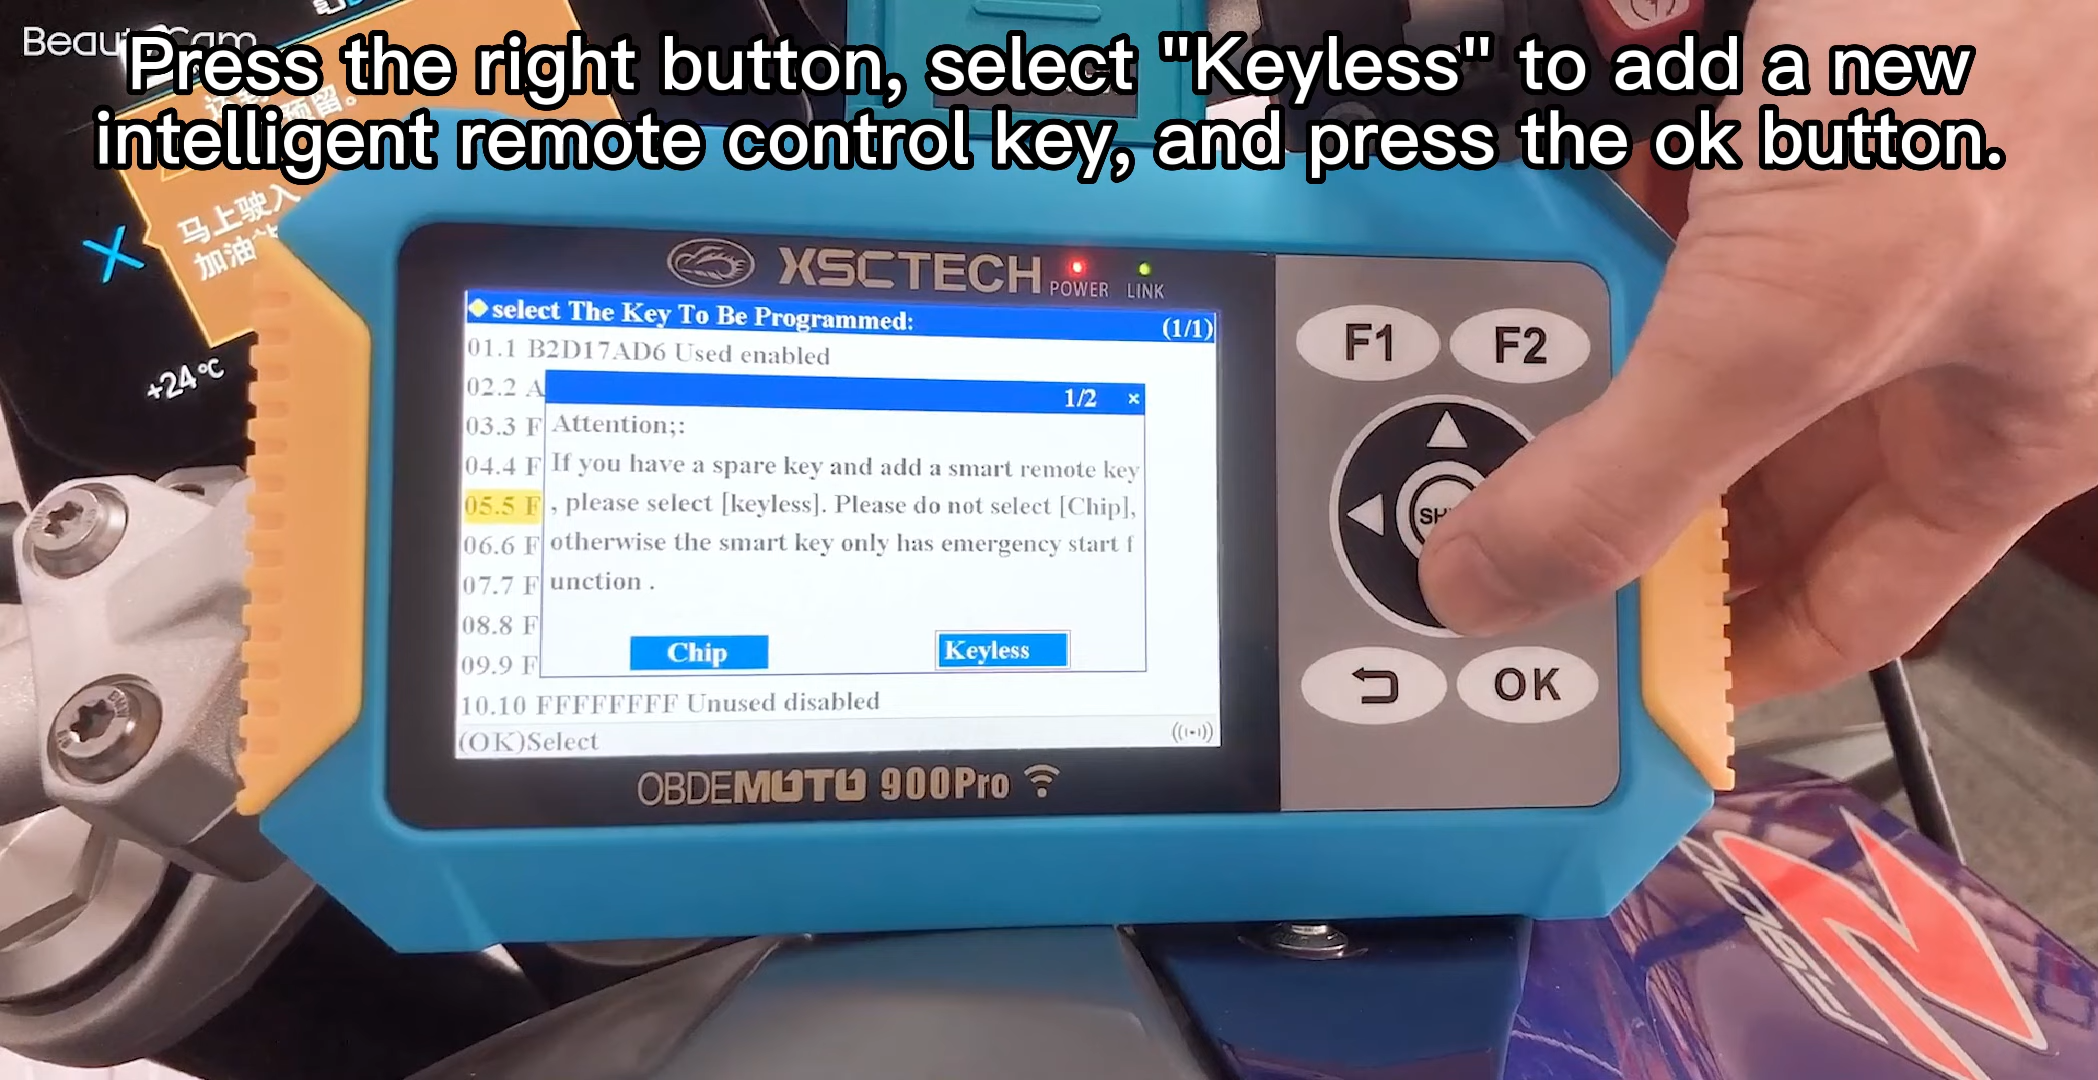 Press the right button, select "Keyless" to add a new
intelligent remote control key, and press the ok button.
预留。
马上驶入
加油
+24°C
XSCTECH
POWER LINK
select The Key To Be Programmed: (1/1)
01.1 B2D17AD6 Used enabled
02.2 A
03.3 F
04.4 F
05.5 F
06.6 F
07.7 F
08.8 F
09.9 F
10.10 FFFFFFFF Unused disabled
(OK)Select
1/2 ×
Attention;:
If you have a spare key and add a smart remote key
, please select [keyless]. Please do not select [Chip],
otherwise the smart key only has emergency start f
unction .
Chip Keyless
OBDEMOTO 900Pro
F1 F2
OK